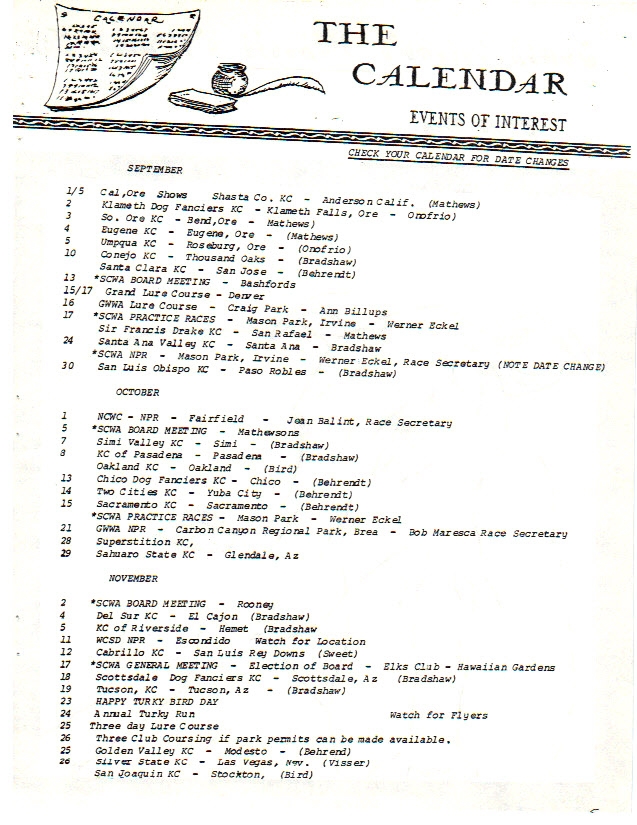 CALENDAR
THE
CALENDAR
EVENTS OF INTEREST
CHECK YOUR CALENDAR FOR DATE CHANGES
SEPTEMBER
1/5 Cal,Ore Shows Shasta Co. KC - Anderson Calif. (Mathews)
2 Klameth Dog Fanciers KC - Klameth Falls, Ore - Onofrio)
3 So. Ore KC - Bend,Ore - Mathews)
4 Eugene KC - Eugene, Ore - (Mathews)
5 Umpqua KC - Roseburg, Ore - (Onofrio)
10 Conejo KC - Thousand Oaks - (Bradshaw)
Santa Clara KC - San Jose - (Behrendt)
13 *SCWA BOARD MEETING - Bashfords
15/17 Grand Lure Course - Denver
16 GWWA Lure Course - Craig Park - Ann Billups
17 *SCWA PRACTICE RACES - Mason Park, Irvine - Werner Eckel
Sir Francis Drake KC - San Rafael - Mathews
24 Santa Ana Valley KC - Santa Ana - Bradshaw
*SCWA NPR - Mason Park, Irvine - Werner Eckel, Race Secretary (NOTE DATE CHANGE)
30 San Luis Obispo KC - Paso Robles - (Bradshaw)
OCTOBER
1 NCWC - NPR - Fairfield - Jean Balint, Race Secretary
5 *SCWA BOARD MEETING - Mathewsons
7 Simi Valley KC - Simi - (Bradshaw)
8 KC of Pasadena - Pasadena - (Bradshaw)
Oakland KC - Oakland - (Bird)
13 Chico Dog Fanciers KC - Chico - (Behrendt)
14 Two Cities KC - Yuba City - (Behrendt)
15 Sacramento KC - Sacramento - (Behrendt)
*SCWA PRACTICE RACES - Mason Park - Werner Eckel
21 GWWA NPR - Carbon Canyon Regional Park, Brea - Bob Maresca Race Secretary
28 Superstition KC,
29 Sahuaro State KC - Glendale, Az
NOVEMBER
2 *SCWA BOARD MEETING - Rooney
4 Del Sur KC - El Cajon (Bradshaw)
5 KC of Riverside - Hemet (Bradshaw
11 WCSD NPR - Escondido Watch for Location
12 Cabrillo KC - San Luis Rey Downs (Sweet)
17 *SCWA GENERAL MEETING - Election of Board - Elks Club - Hawaiian Gardens
18 Scottsdale Dog Fanciers KC - Scottsdale, Az (Bradshaw)
19 Tucson, KC - Tucson, Az - (Bradshaw)
23 HAPPY TURKY BIRD DAY
24 Annual Turky Run Watch for Flyers
25 Three day Lure Course
26 Three Club Coursing if park permits can be made available.
25 Golden Valley KC - Modesto - (Behrend)
26 Silver State KC - Las Vegas, Nev. (Visser)
San Joaquin KC - Stockton, (Bird)